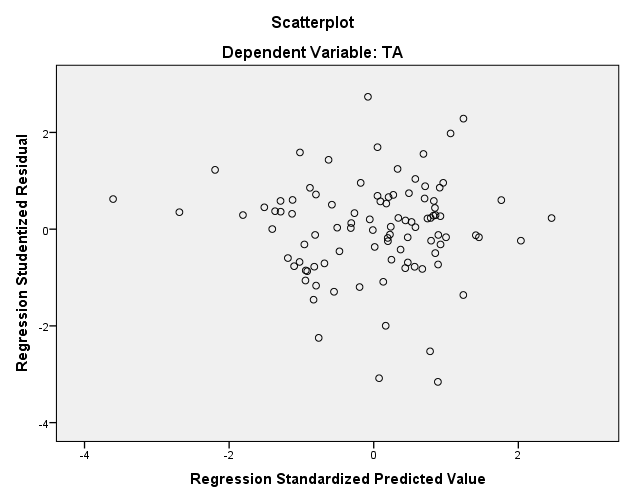 Scatterplot
Dependent Variable: TA
Regression Studentized Residual
2
0
-2
-4
-4
-2
0
2
Regression Standardized Predicted Value